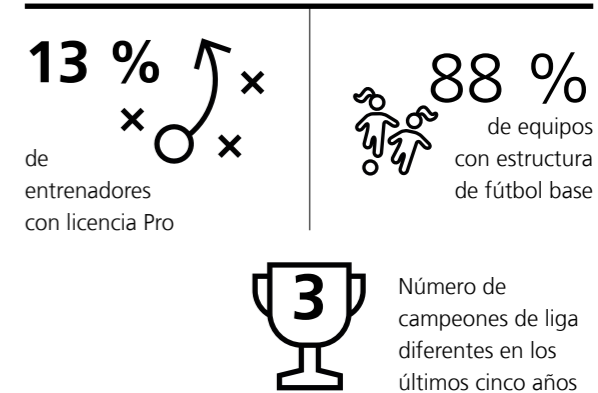 13 %
de
entrenadores
con licencia Pro
88 %
de equipos
con estructura
de fútbol base
3
Número de
campeones de liga
diferentes en los
últimos cinco años